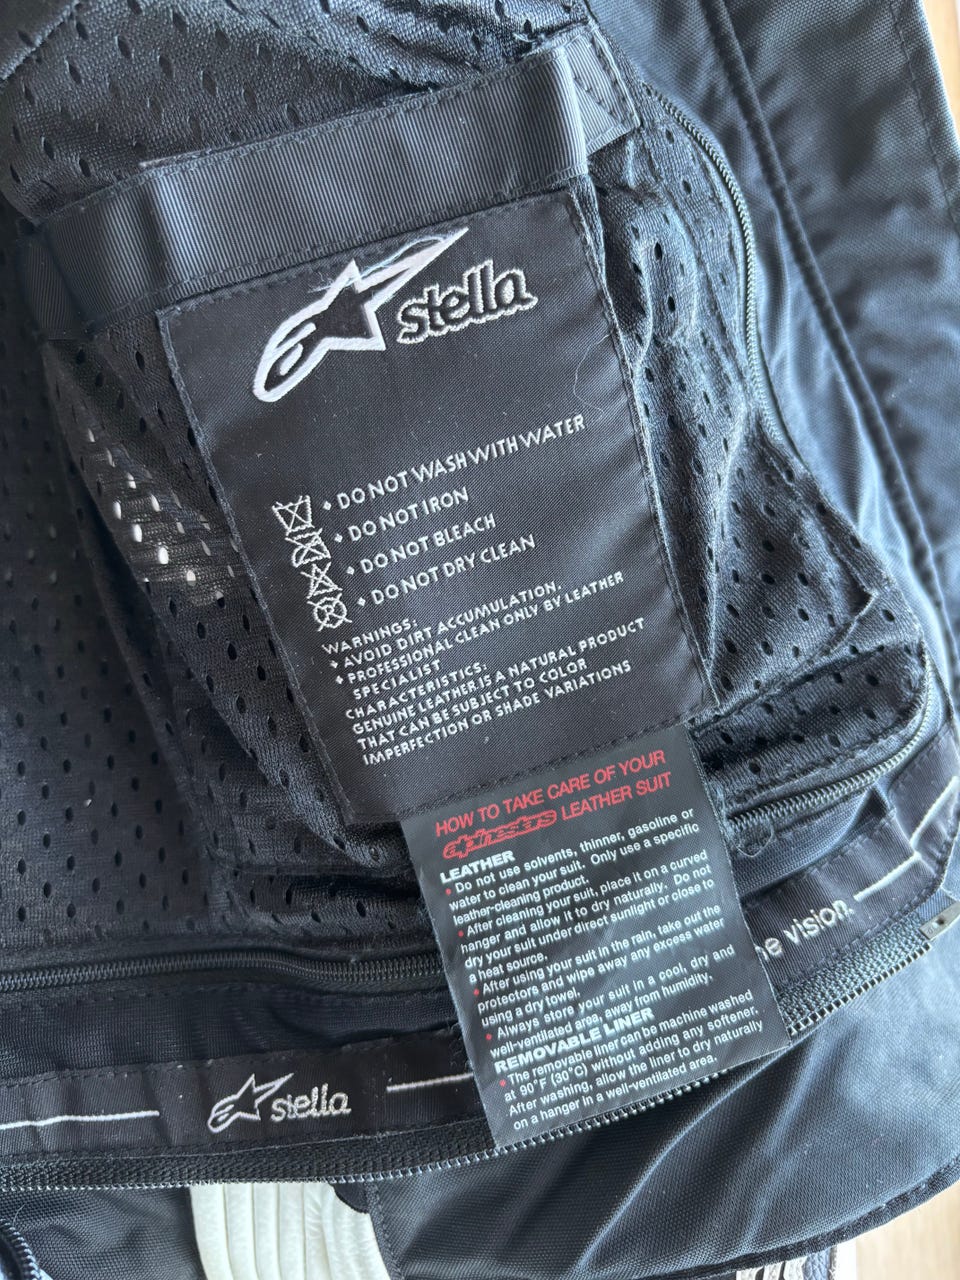 stella
♦ DO NOT WASH WITH WATER
♦ DO NOT IRON
♦ DO NOT BLEACH
♦ DO NOT DRY CLEAN
WARNINGS:
♦ AVOID DIRT ACCUMULATION.
♦ PROFESSIONAL CLEAN ONLY BY LEATHER
SPECIALIST
CHARACTERISTICS:
GENUINE LEATHER IS A NATURAL PRODUCT
THAT CAN BE SUBJECT TO COLOR
IMPERFECTION OR SHADE VARIATIONS
HOW TO TAKE CARE OF YOUR
alpinestars LEATHER SUIT
LEATHER
• Do not use solvents, thinner, gasoline or
water to clean your suit. Only use a specific
leather-cleaning product.
• After cleaning your suit, place it on a curved
hanger and allow it to dry naturally. Do not
dry your suit under direct sunlight or close to
a heat source.
• After using your suit in the rain, take out the
protectors and wipe away any excess water
using a dry towel.
• Always store your suit in a cool, dry and
well-ventilated area, away from humidity.
REMOVABLE LINER
• The removable liner can be machine washed
at 90°F (30°C) without adding any softener.
After washing, allow the liner to dry naturally
on a hanger in a well-ventilated area.
vision.
stella